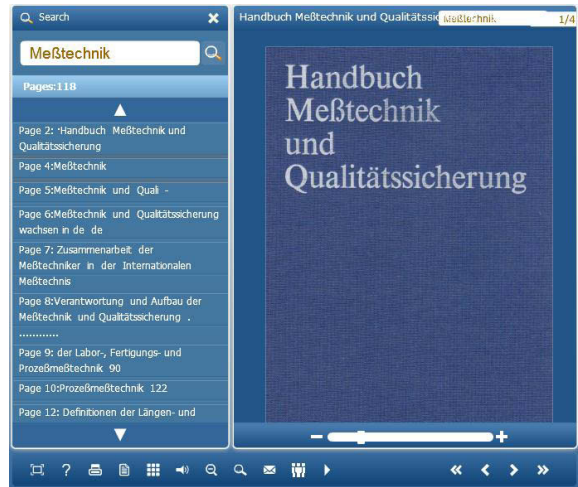 Search
Meßtechnik
Pages:118
Page 2: ·Handbuch Meßtechnik und
Qualitätssicherung
Page 4:Meßtechnik
Page 5:Meßtechnik und Quali -
Page 6:Meßtechnik und Qualitätssicherung
wachsen in de de
Page 7: Zusammenarbeit der
Meßtechniker in der Internationalen
Meßtechnis
Page 8:Verantwortung und Aufbau der
Meßtechnik und Qualitätssicherung .
............
Page 9: der Labor-, Fertigungs- und
Prozeßmeßtechnik 90
Page 10:Prozeßmeßtechnik 122
Page 12: Definitionen der Längen- und
Handbuch Meßtechnik und Qualitätssic
1/4
Handbuch
Meßtechnik
und
Qualitätssicherung